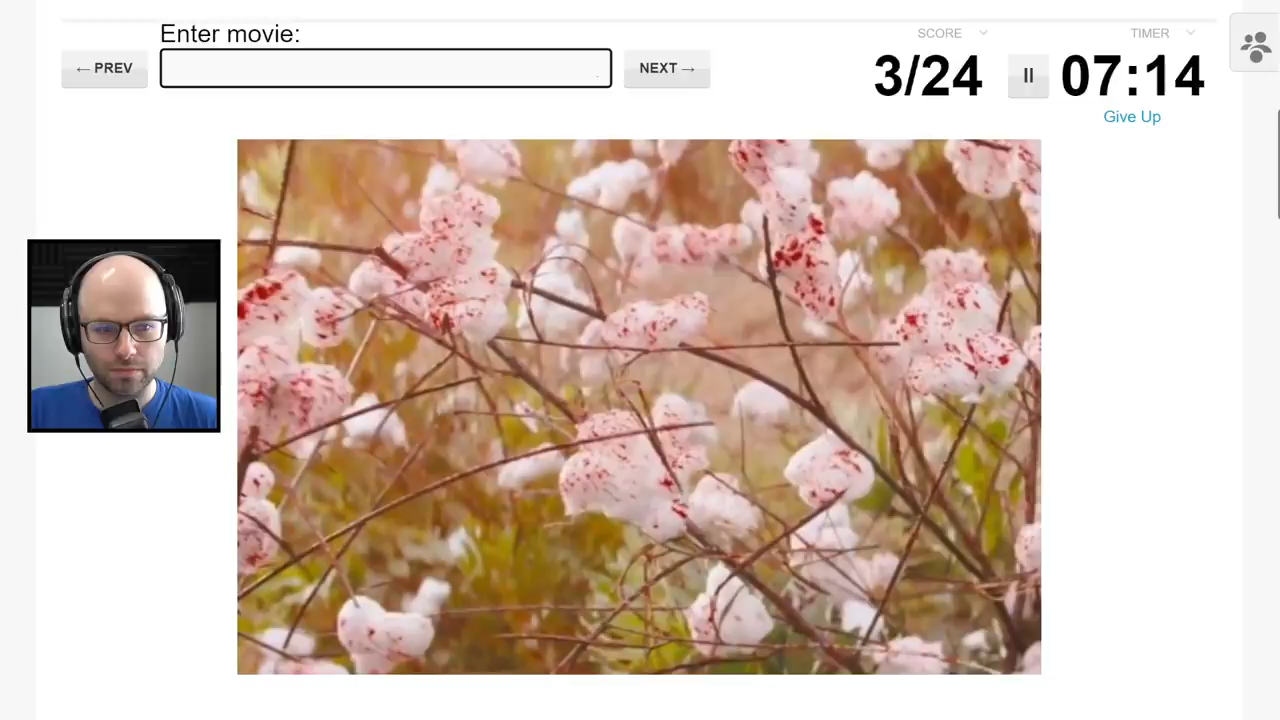 Enter movie:
← PREV
NEXT →
SCORE
3/24
TIMER
07:14
Give Up